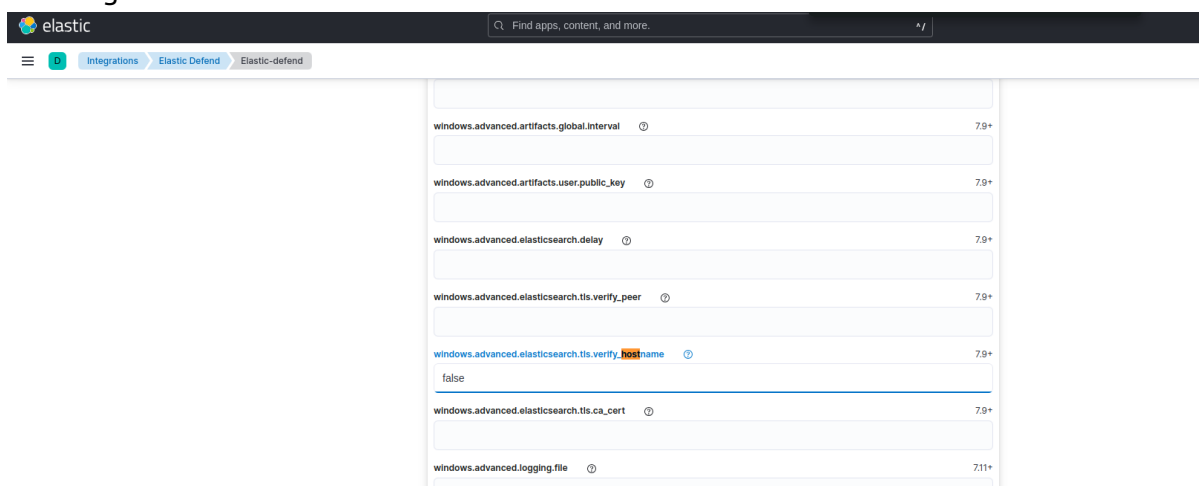 elastic
Find apps, content, and more.
^/
D
Integrations
Elastic Defend
Elastic-defend
windows.advanced.artifacts.global.interval
7.9+
windows.advanced.artifacts.user.public_key
7.9+
windows.advanced.elasticsearch.delay
7.9+
windows.advanced.elasticsearch.tls.verify_peer
7.9+
windows.advanced.elasticsearch.tls.verify_hostname
7.9+
false
windows.advanced.elasticsearch.tls.ca_cert
7.9+
windows.advanced.logging.file
7.11+